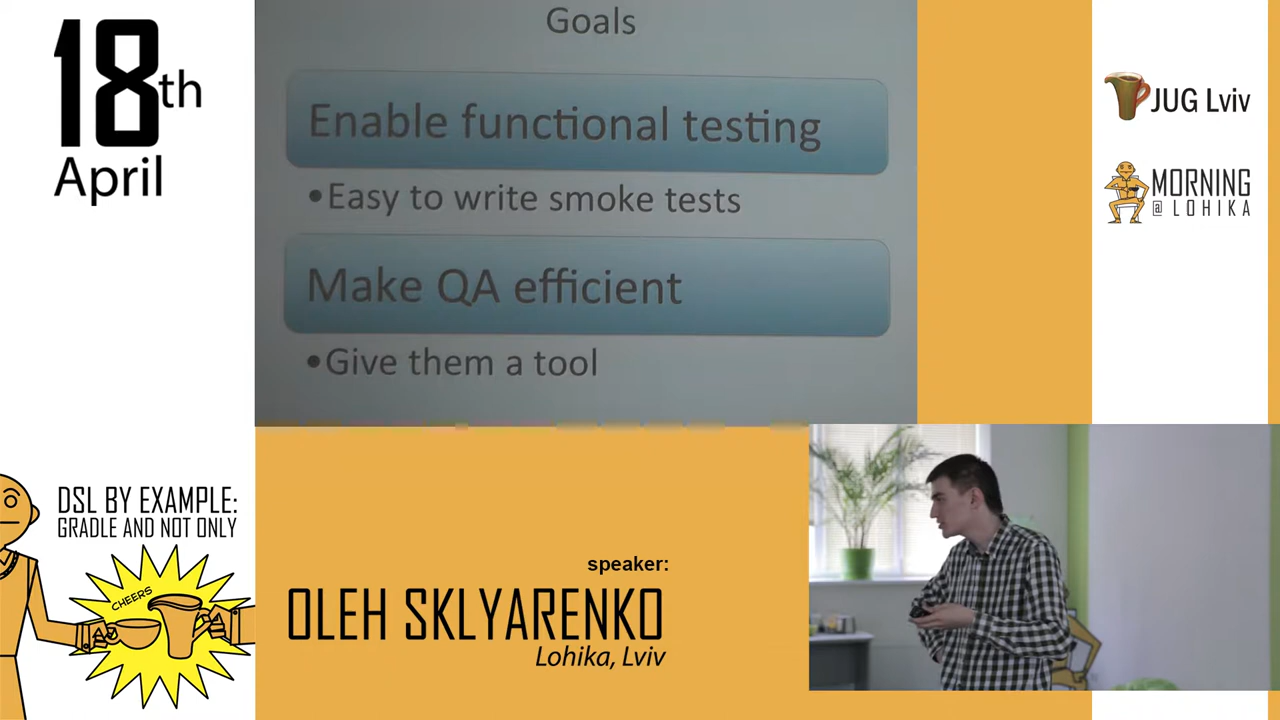 18th
April
Goals
Enable functional testing
•Easy to write smoke tests
Make QA efficient
•Give them a tool
JUG Lviv
MORNING
@ LOHIKA
DSL BY EXAMPLE:
GRADLE AND NOT ONLY
CHEERS
speaker:
OLEH SKLYARENKO
Lohika, Lviv